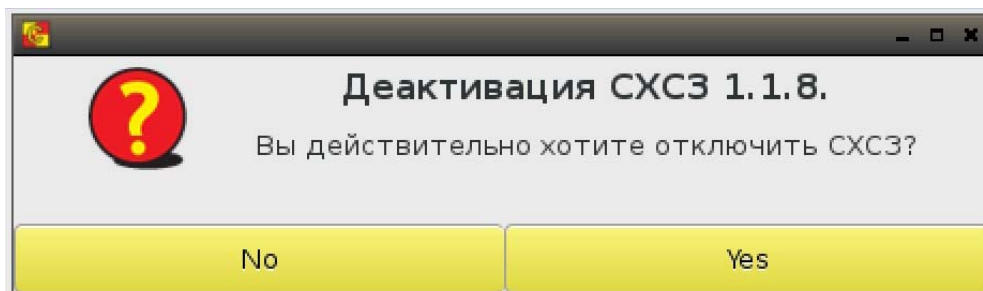 Деактивация СХСЗ 1.1.8.
Вы действительно хотите отключить СХСЗ?
No
Yes